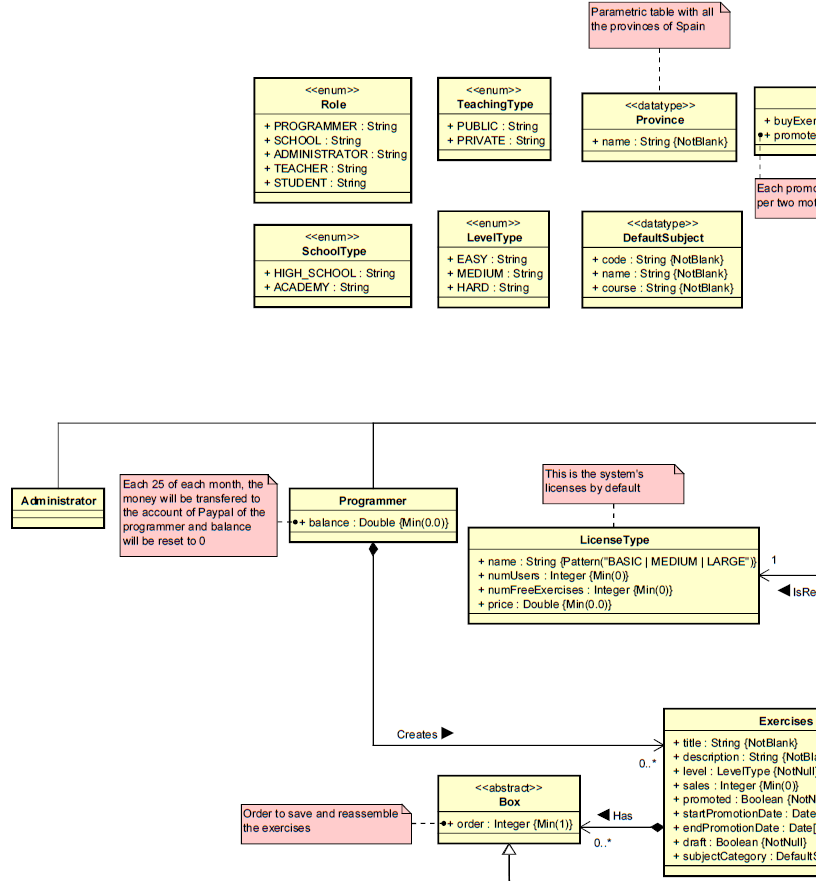 Parametric table with all
the provinces of Spain
<<enum>>
Role
+ PROGRAMMER : String
+ SCHOOL : String
+ ADMINISTRATOR : String
+ TEACHER : String
+ STUDENT : String
<<enum>>
TeachingType
+ PUBLIC : String
+ PRIVATE : String
<<datatype>>
Province
+ name : String {NotBlank}
+ buyExer
+ promote
Each promo
per two mo
<<enum>>
SchoolType
+ HIGH_SCHOOL : String
+ ACADEMY : String
<<enum>>
LevelType
+ EASY : String
+ MEDIUM : String
+ HARD : String
<<datatype>>
DefaultSubject
+ code : String {NotBlank}
+ name : String {NotBlank}
+ course : String {NotBlank}
Administrator
Each 25 of each month, the
money will be transfered to
the account of Paypal of the
programmer and balance
will be reset to 0
Programmer
+ balance : Double {Min(0.0)}
This is the system's
licenses by default
LicenseType
+ name : String {Pattern("BASIC | MEDIUM | LARGE")}
+ numUsers : Integer {Min(0)}
+ numFreeExercises : Integer {Min(0)}
+ price : Double {Min(0.0)}
1
IsRe
Creates
0..*
Exercises
+ title : String {NotBlank}
+ description : String {NotBla
+ level : LevelType {NotNull}
+ sales : Integer {Min(0)}
+ promoted : Boolean {NotN
+ startPromotionDate : Date
+ endPromotionDate : Date[
+ draft : Boolean {NotNull}
+ subjectCategory : DefaultS
Order to save and reassemble
the exercises
<<abstract>>
Box
+ order : Integer {Min(1)}
Has
0..*